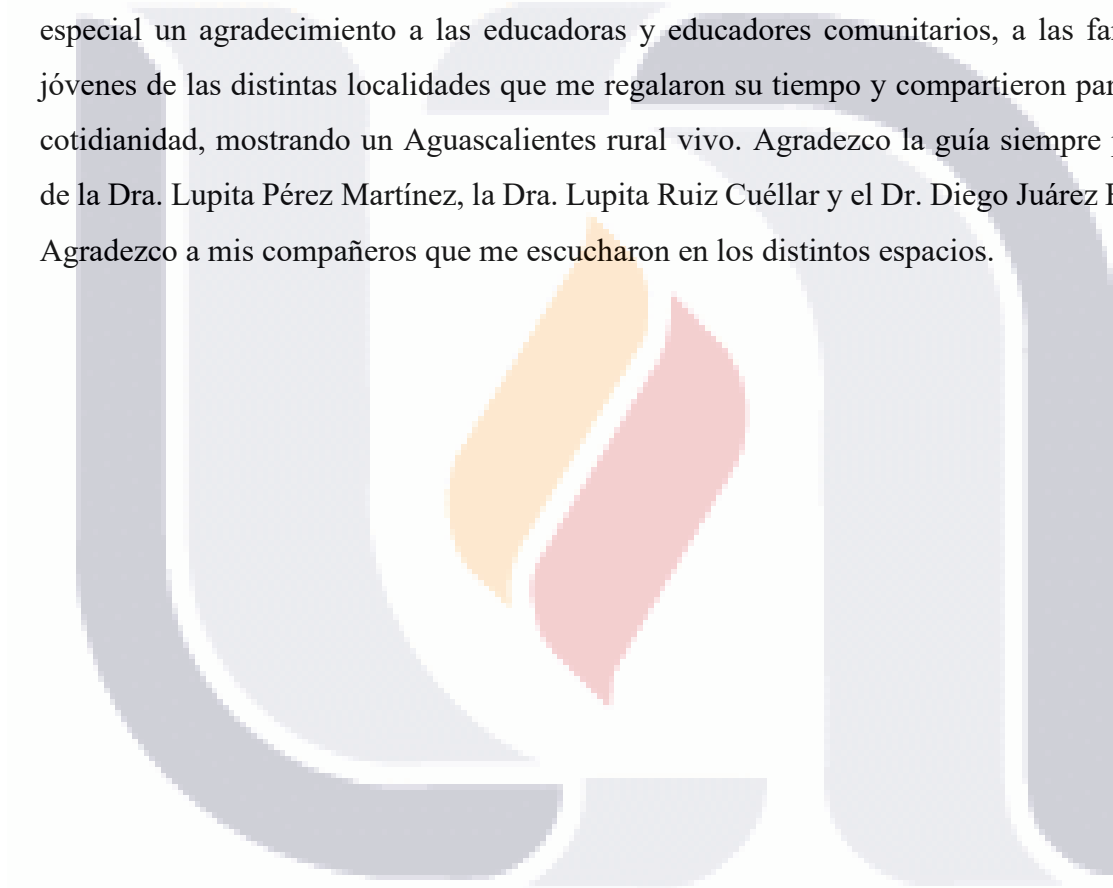 especial un agradecimiento a las educadoras y educadores comunitarios, a las
jóvenes de las distintas localidades que me regalaron su tiempo y compartieron
cotidianidad, mostrando un Aguascalientes rural vivo. Agradezco la guía siempre
de la Dra. Lupita Pérez Martínez, la Dra. Lupita Ruiz Cuéllar y el Dr. Diego Juárez
Agradezco a mis compañeros que me escucharon en los distintos espacios.